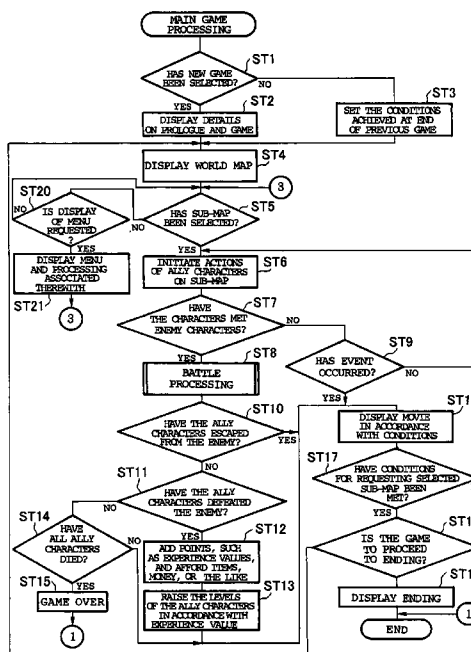 MAIN GAME
PROCESSING
ST1
HAS NEW GAME
BEEN SELECTED?
NO
YES
ST2
DISPLAY DETAILS
ON PROLOGUE AND GAME
ST3
SET THE CONDITIONS
ACHIEVED AT END
OF PREVIOUS GAME
ST4
DISPLAY WORLD MAP
3
ST20
NO
IS DISPLAY
OF MENU
REQUESTED
?
YES
NO
ST5
HAS SUB-MAP
BEEN SELECTED?
YES
DISPLAY MENU
AND PROCESSING
ASSOCIATED
THEREWITH
ST21
3
ST6
INITIATE ACTIONS
OF ALLY CHARACTERS
ON SUB-MAP
ST7
HAVE
THE CHARACTERS MET
ENEMY CHARACTERS?
NO
YES
ST8
BATTLE
PROCESSING
ST9
HAS EVENT
OCCURRED?
NO
YES
ST10
HAVE THE ALLY
CHARACTERS ESCAPED
FROM THE ENEMY?
YES
NO
ST1
DISPLAY MOVIE
IN ACCORDANCE
WITH CONDITIONS
ST17
HAVE CONDITIONS
FOR REQUESTING SELECTED
SUB-MAP BEEN
MET?
YES
ST11
NO
HAVE THE ALLY
CHARACTERS DEFEATED
THE ENEMY?
YES
ST12
ADD POINTS, SUCH
AS EXPERIENCE VALUES,
AND AFFORD ITEMS,
MONEY, OR THE LIKE
ST13
RAISE THE LEVELS
OF THE ALLY CHARACTERS
IN ACCORDANCE WITH
EXPERIENCE VALUE
ST14
HAVE
ALL ALLY
CHARACTERS
DIED?
NO
YES
ST15
GAME OVER
1
ST1
IS THE GAME
TO PROCEED
TO ENDING?
YES
ST1
DISPLAY ENDING
1
END